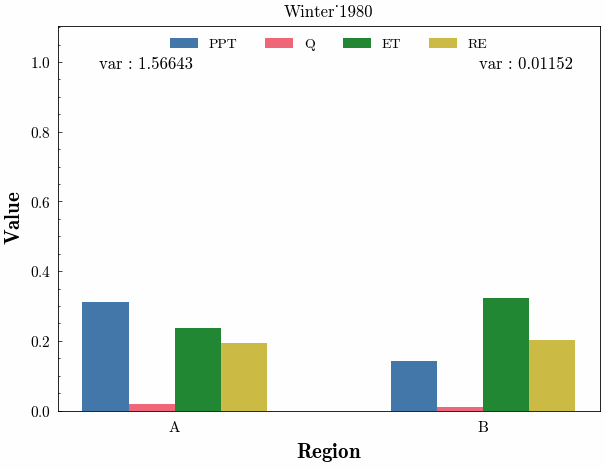 Winter˙1980
PPT Q ET RE
var : 1.56643 var : 0.01152
1.0
0.8
0.6
0.4
0.2
0.0
Value
A B
Region